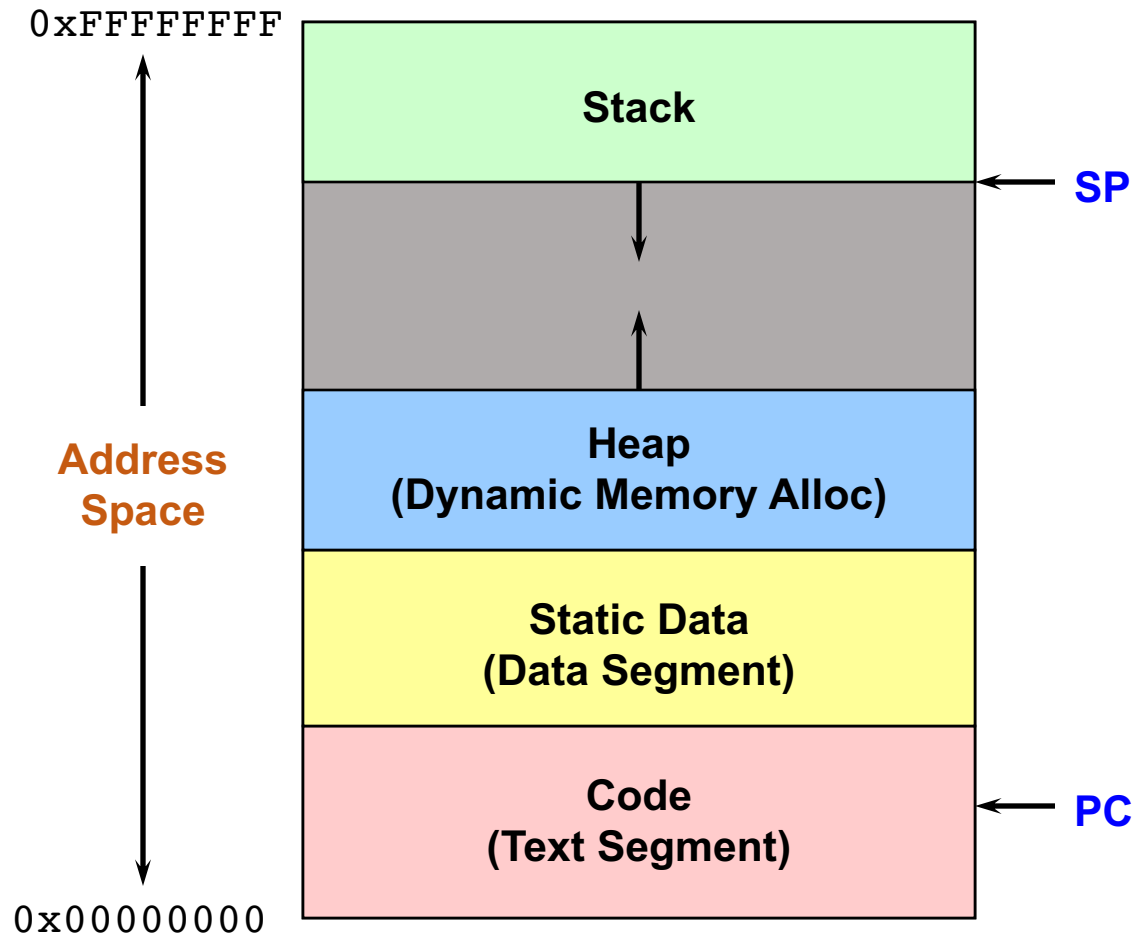 0xFFFFFFFF
Stack
SP
Heap
(Dynamic Memory Alloc)
Address
Space
Static Data
(Data Segment)
Code
(Text Segment)
PC
0x00000000